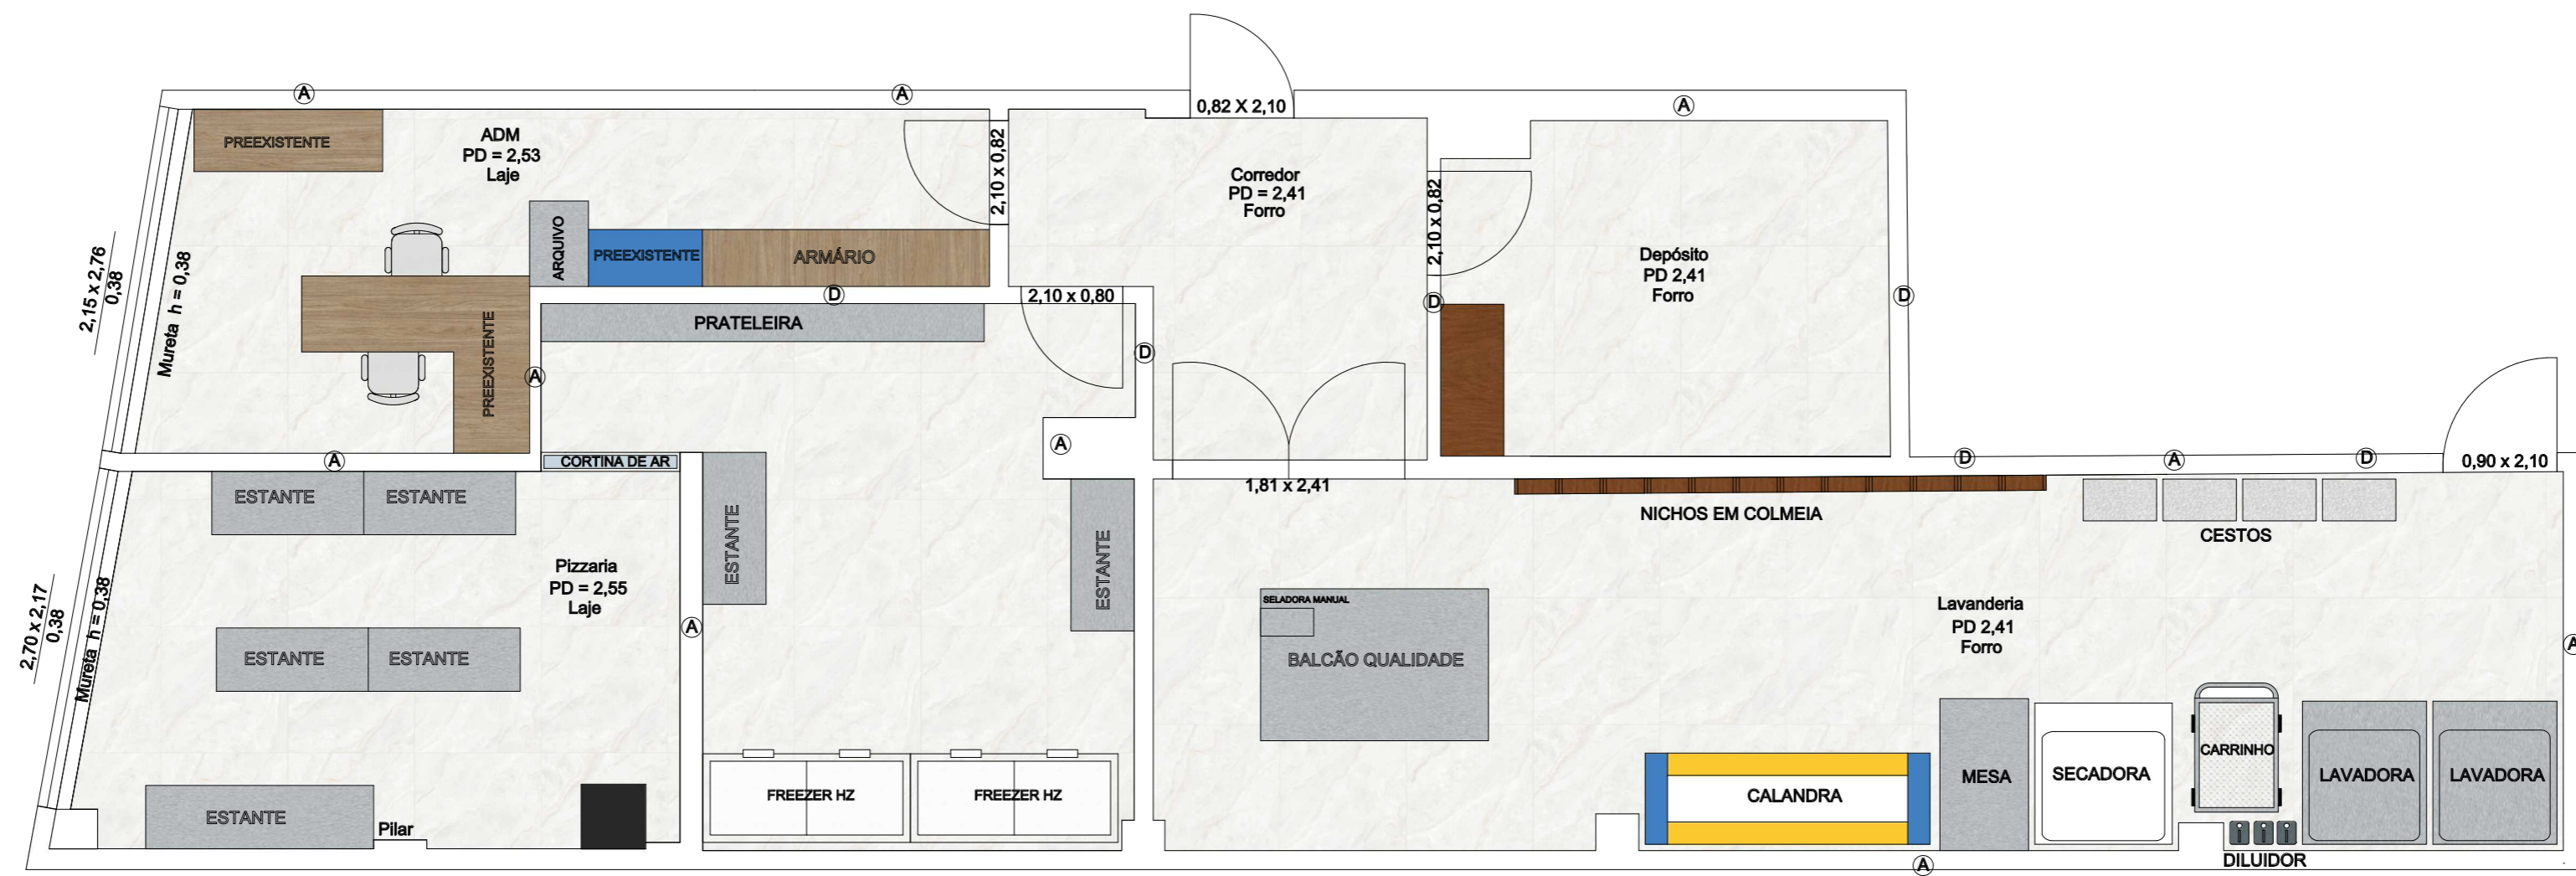 A
A
0,82 X 2,10
A
PREEXISTENTE
ADM
PD = 2,53
Laje
2,10 x 0,82
Corredor
PD = 2,41
Forro
2,10 x 0,82
Depósito
PD 2,41
Forro
ARQUIVO
PREEXISTENTE
ARMÁRIO
2,15 x 2,76
0,38
Mureta h = 0,38
PREEXISTENTE
D
2,10 x 0,80
D
D
PRATELEIRA
D
A
A
A
CORTINA DE AR
D
A
D
0,90 x 2,10
1,81 x 2,41
NICHOS EM COLMEIA
CESTOS
ESTANTE
ESTANTE
ESTANTE
ESTANTE
Pizzaria
PD = 2,55
Laje
2,70 x 2,17
0,38
Mureta h = 0,38
A
SELADORA MANUAL
BALCÃO QUALIDADE
Lavanderia
PD 2,41
Forro
A
ESTANTE
ESTANTE
FREEZER HZ
FREEZER HZ
CALANDRA
MESA
SECADORA
CARRINHO
LAVADORA
LAVADORA
ESTANTE
Pilar
A
DILUIDOR